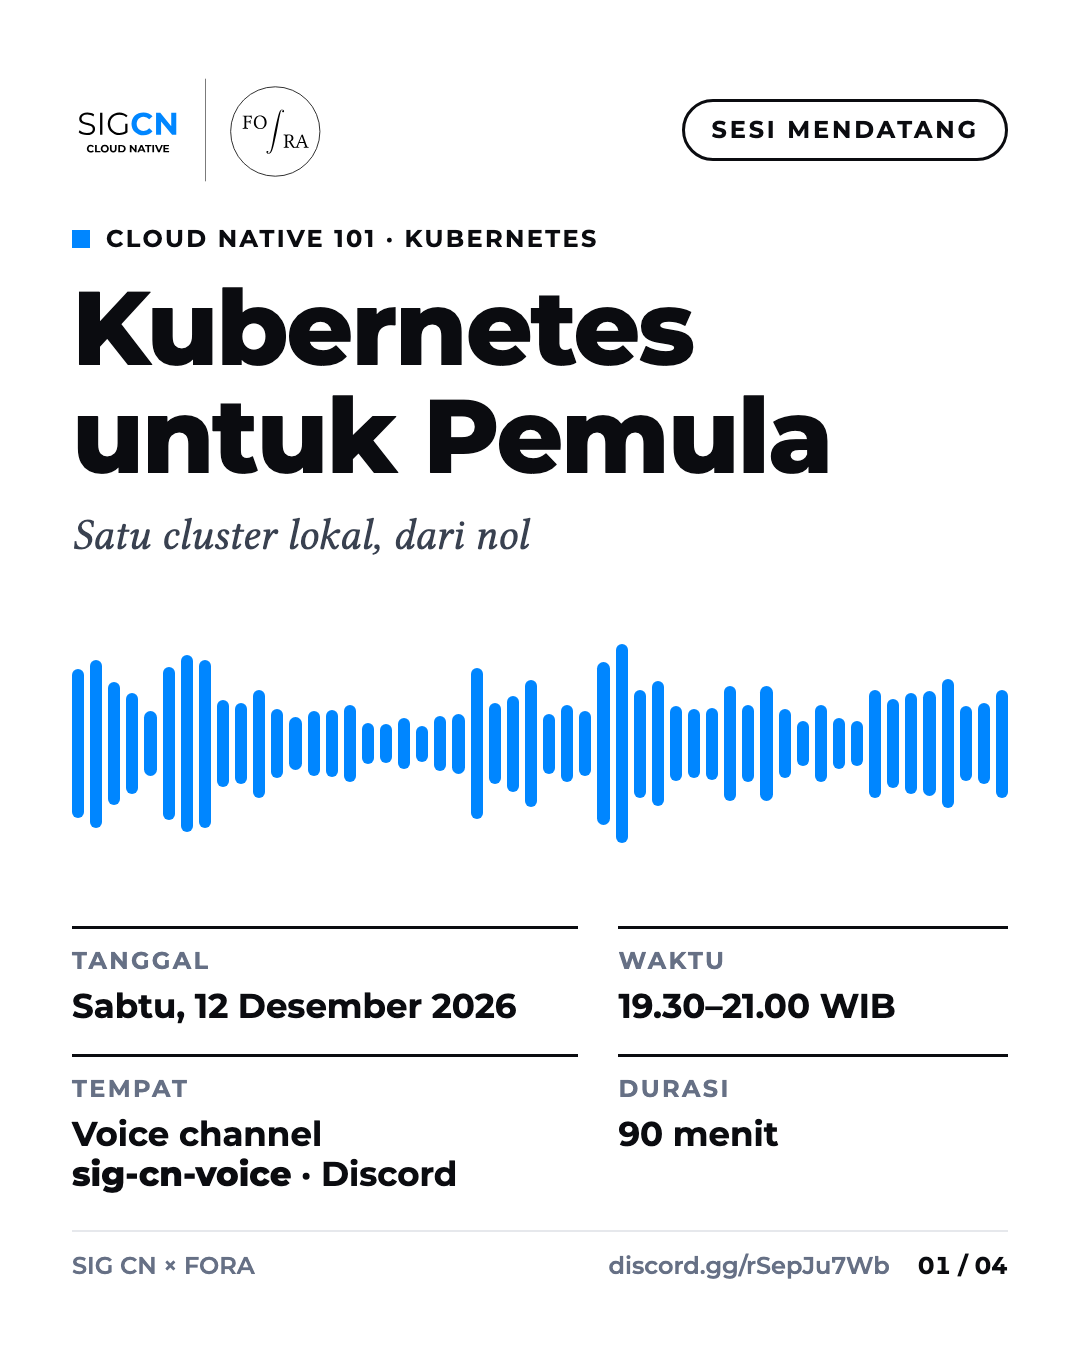 SIGCN
CLOUD NATIVE
FO RA
SESI MENDATANG
CLOUD NATIVE 101 · KUBERNETES
Kubernetes
untuk Pemula
Satu cluster lokal, dari nol
TANGGAL
Sabtu, 12 Desember 2026
WAKTU
19.30–21.00 WIB
TEMPAT
Voice channel
sig-cn-voice · Discord
DURASI
90 menit
SIG CN × FORA
discord.gg/rSepJu7Wb
01 / 04